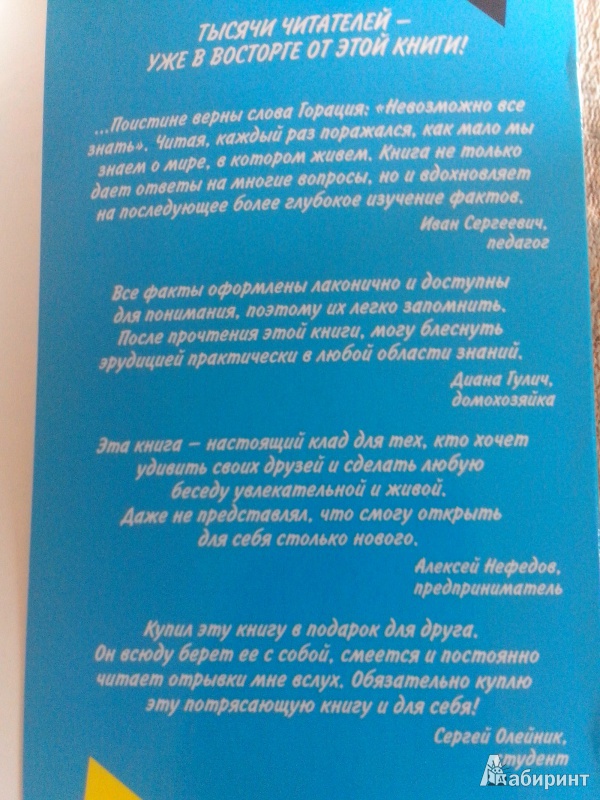 ТЫСЯЧИ ЧИТАТЕЛЕЙ –
УЖЕ В ВОСТОРГЕ ОТ ЭТОЙ КНИГИ!
...Поистине верны слова Горация: «Невозможно все
знать». Читая, каждый раз поражался, как мало мы
знаем о мире, в котором живем. Книга не только
дает ответы на многие вопросы, но и вдохновляет
на последующее более глубокое изучение фактов.
Иван Сергеевич,
педагог
Все факты оформлены лаконично и доступны
для понимания, поэтому их легко запомнить.
После прочтения этой книги, могу блеснуть
эрудицией практически в любой области знаний.
Диана Гулич,
домохозяйка
Эта книга – настоящий клад для тех, кто хочет
удивить своих друзей и сделать любую
беседу увлекательной и живой.
Даже не представлял, что смогу открыть
для себя столько нового.
Алексей Нефедов,
предприниматель
Купил эту книгу в подарок для друга.
Он всюду берет ее с собой, смеется и постоянно
читает отрывки мне вслух. Обязательно куплю
эту потрясающую книгу и для себя!
Сергей Олейник,
студент
Лабиринт